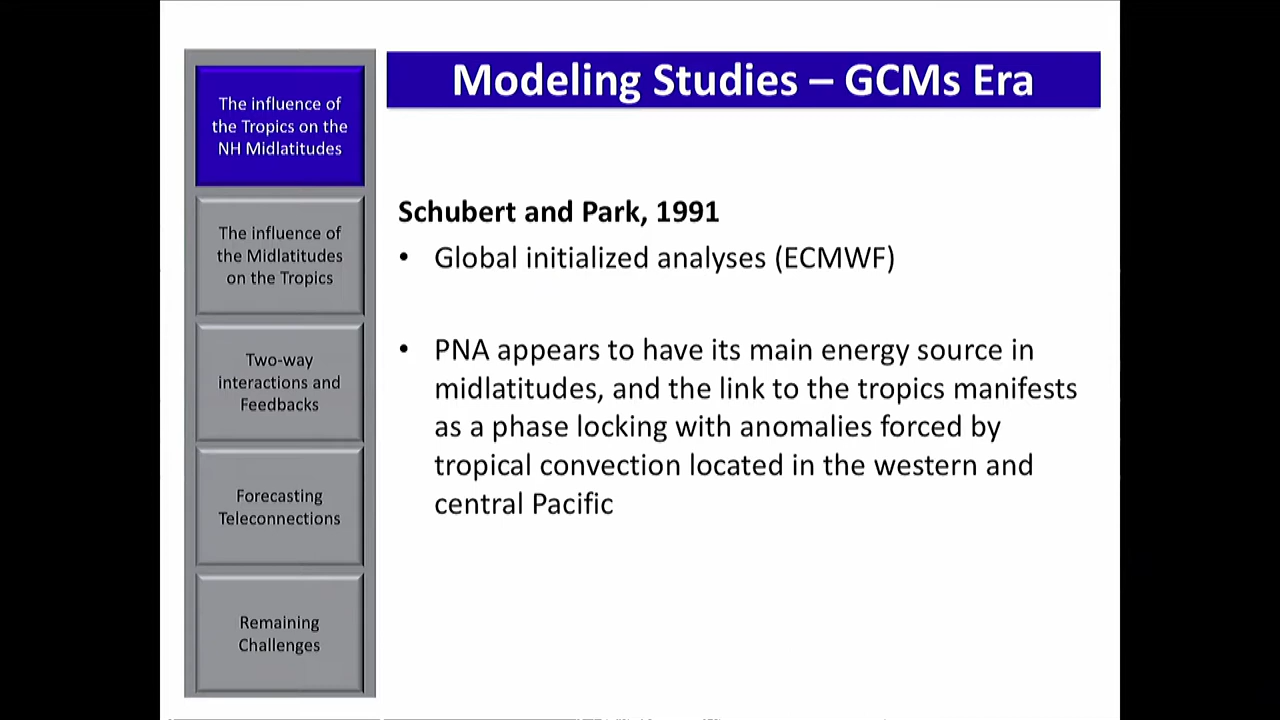 The influence of
the Tropics on the
NH Midlatitudes
The influence of
the Midlatitudes
on the Tropics
Two-way
interactions and
Feedbacks
Forecasting
Teleconnections
Remaining
Challenges
Modeling Studies – GCMs Era
Schubert and Park, 1991
• Global initialized analyses (ECMWF)
• PNA appears to have its main energy source in
midlatitudes, and the link to the tropics manifests
as a phase locking with anomalies forced by
tropical convection located in the western and
central Pacific